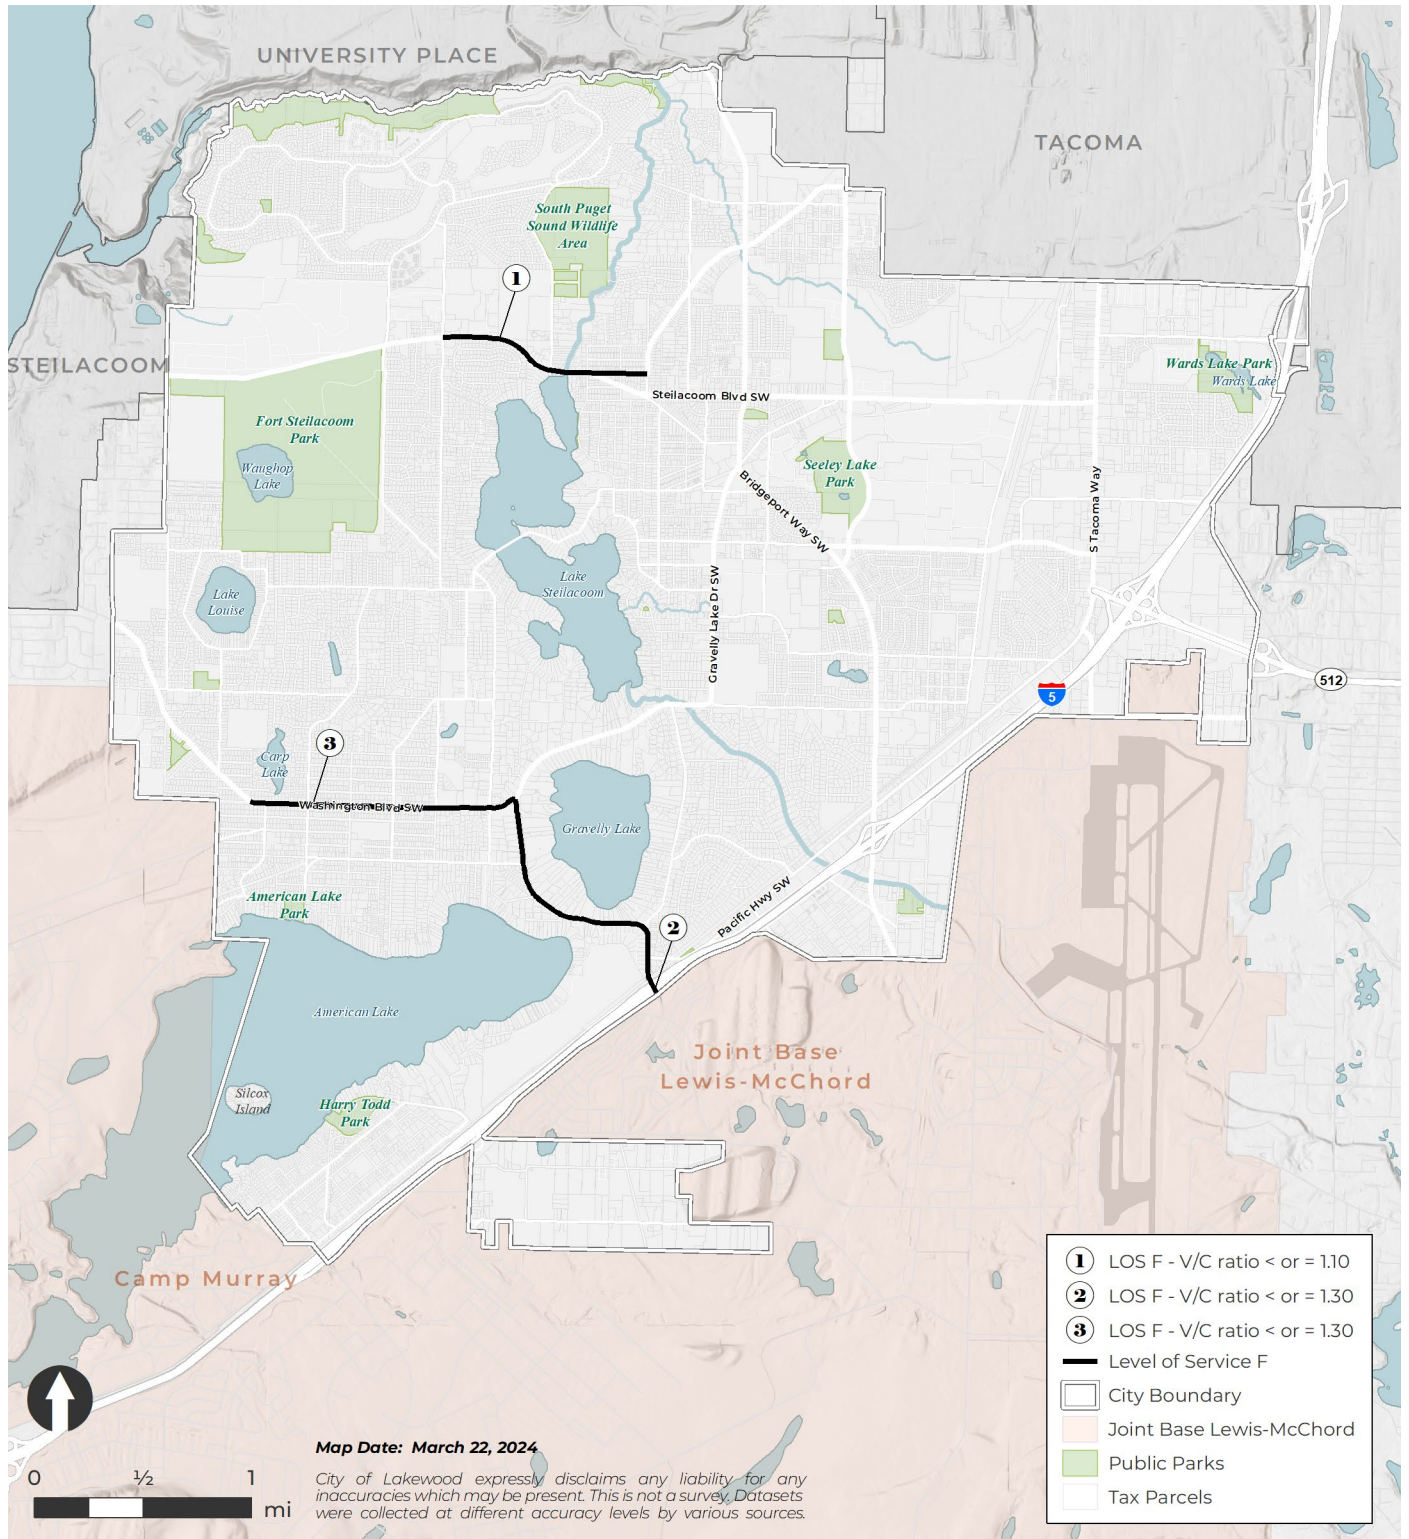 UNIVERSITY PLACE
TACOMA
South Puget
Sound Wildlife
Area
1
STEILACOOM
Wards Lake Park
Wards Lake
Steilacoom Blvd SW
Fort Steilacoom
Park
Waughop
Lake
Seeley Lake
Park
Bridgeport Way SW
S Tacoma Way
Lake
Louise
Lake
Steilacoom
Gravelly Lake Dr SW
512
5
3
Carp
Lake
Washington Blvd SW
Gravelly Lake
American Lake
Park
Pacific Hwy SW
2
American Lake
Joint Base
Lewis-McChord
Silcox
Island
Harry Todd
Park
Camp Murray
1 LOS F - V/C ratio < or = 1.10
2 LOS F - V/C ratio < or = 1.30
3 LOS F - V/C ratio < or = 1.30
Level of Service F
City Boundary
Joint Base Lewis-McChord
Public Parks
Tax Parcels
Map Date: March 22, 2024
City of Lakewood expressly disclaims any liability for any
inaccuracies which may be present. This is not a survey. Datasets
were collected at different accuracy levels by various sources.
0 ½ 1
mi